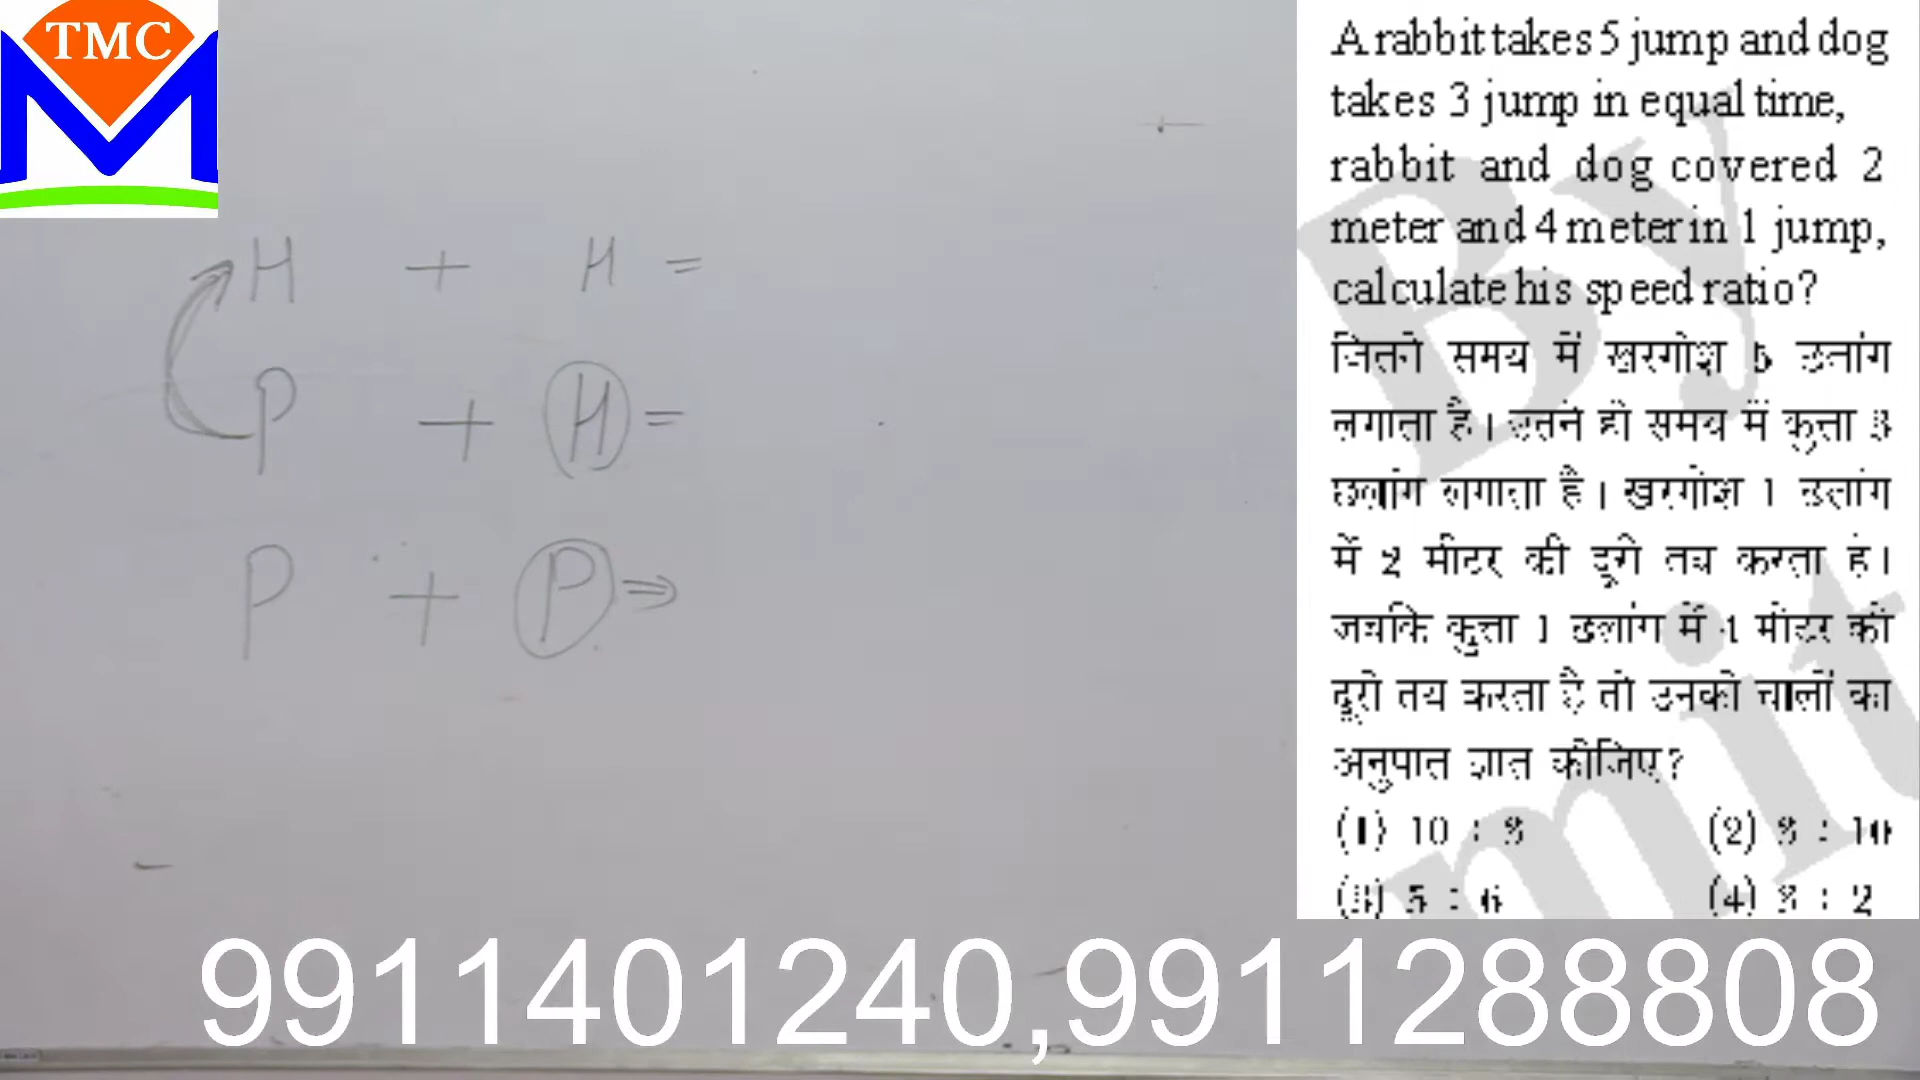 TMC
H + H =
P + H =
P + P ⇒
A rabbit takes 5 jump and dog
takes 3 jump in equal time,
rabbit and dog covered 2
meter and 4 meter in 1 jump,
calculate his speed ratio?
जितने समय में खरगोश 5 छलांग
लगाता है। उतने ही समय में कुत्ता 3
छलांग लगाता है। खरगोश 1 छलांग
में 2 मीटर की दूरी तय करता है।
जबकि कुत्ता 1 छलांग में 4 मीटर की
दूरी तय करता है तो उनकी चालों का
अनुपात ज्ञात कीजिए?
(1) 10 : (2) : 10
(3) 5 : 6 (4) : 2
By
mit
9911401240,9911288808